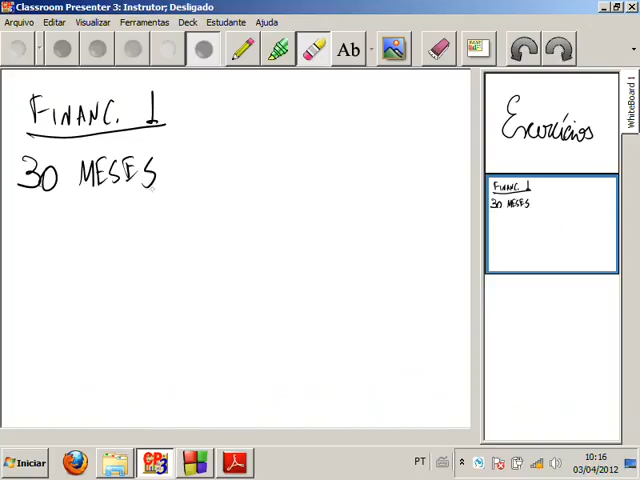 Classroom Presenter 3: Instrutor; Desligado
Arquivo Editar Visualizar Ferramentas Deck Estudante Ajuda
Ab
FINANC. 1
30 MESES
Exercícios
FINANC. 1
30 MESES
WhiteBoard 1
Iniciar
CP3
PT
10:16
03/04/2012